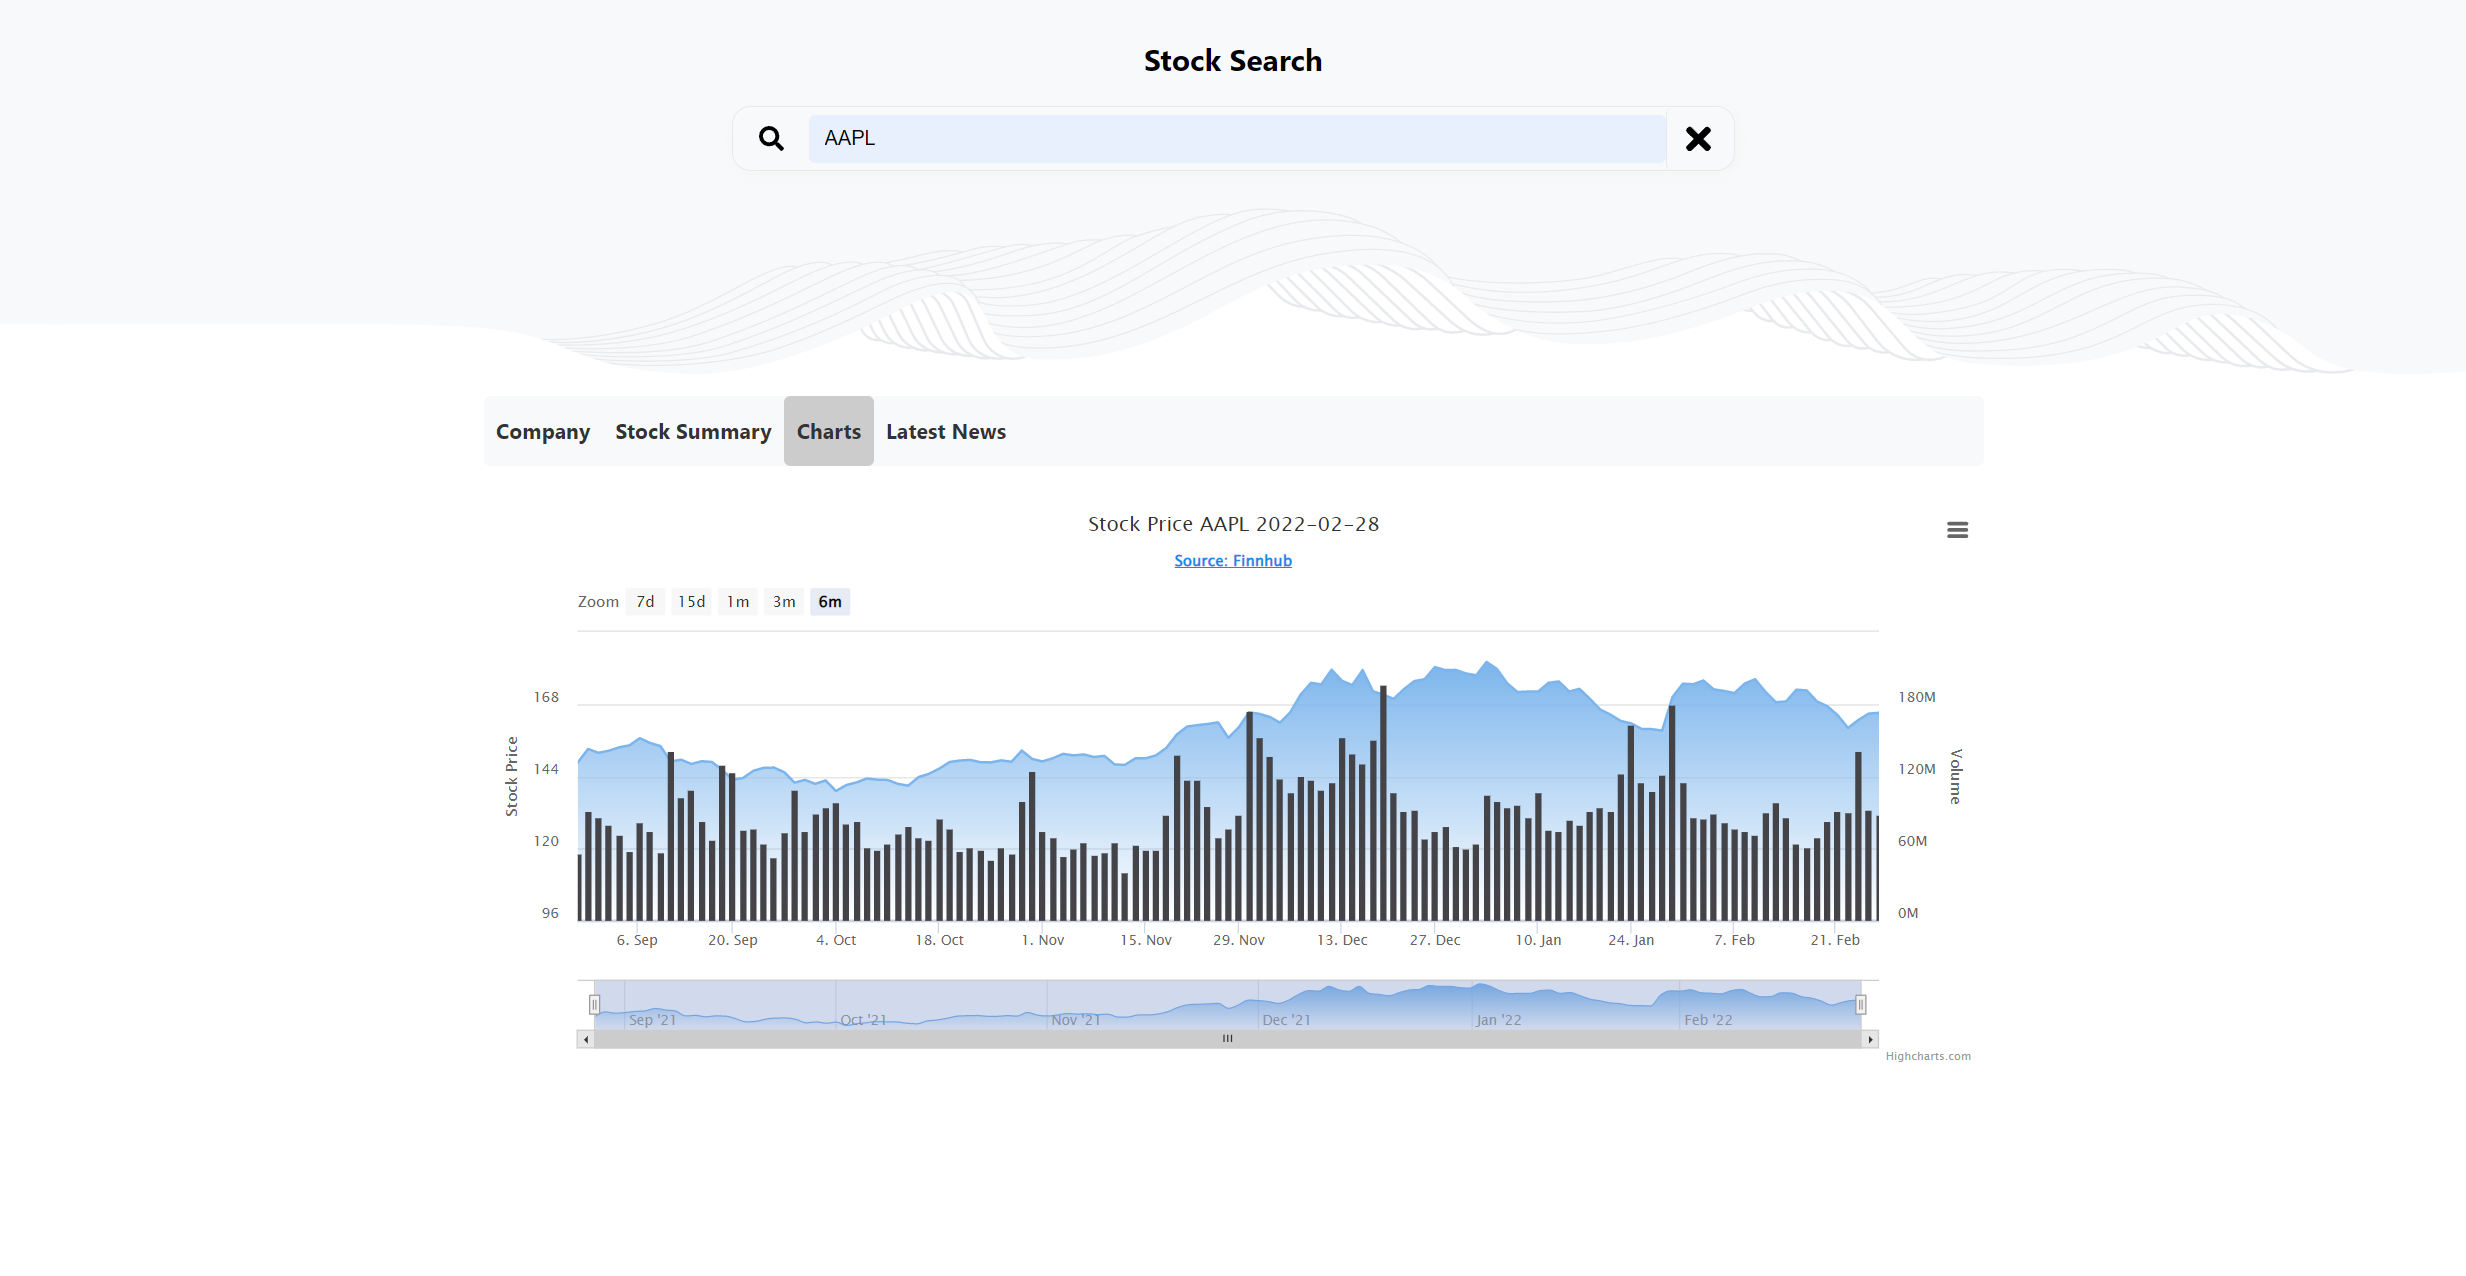 Stock Search
AAPL
Company Stock Summary Charts Latest News
Stock Price AAPL 2022-02-28
Source: Finnhub
Zoom 7d 15d 1m 3m 6m
168 180M
144 120M
120 60M
96 0M
Stock Price
Volume
6. Sep 20. Sep 4. Oct 18. Oct 1. Nov 15. Nov 29. Nov 13. Dec 27. Dec 10. Jan 24. Jan 7. Feb 21. Feb
Sep '21 Oct '21 Nov '21 Dec '21 Jan '22 Feb '22
Highcharts.com